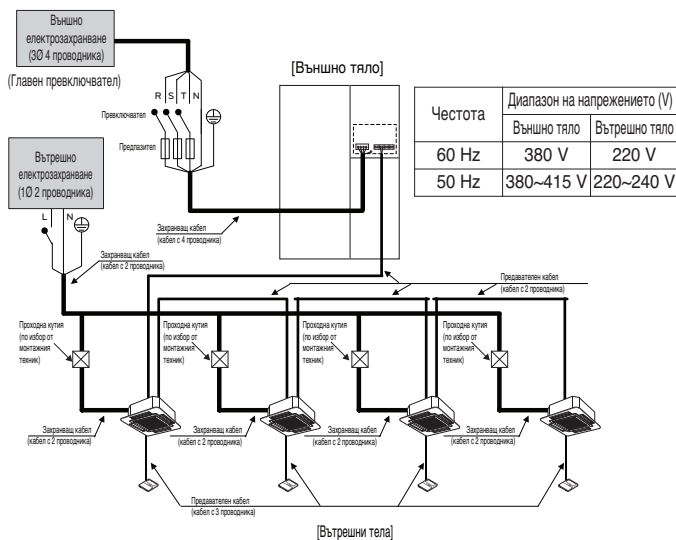 Външно
електрозахранване
(3Ø 4 проводника)
(Главен превключвател)
[Външно тяло]
R S T N
Превключвател
Предпазител
Честота
Диапазон на напрежението (V)
Външно тяло
Вътрешно тяло
60 Hz
380 V
220 V
50 Hz
380~415 V
220~240 V
Вътрешно
електрозахранване
(1Ø 2 проводника)
L N
Захранващ кабел
(кабел с 4 проводника)
Захранващ кабел
(кабел с 2 проводника)
Предавателен кабел
(кабел с 2 проводника)
Проходна кутия
(по избор от
монтажния
техник)
Проходна кутия
(по избор от
монтажния
техник)
Проходна кутия
(по избор от
монтажния
техник)
Проходна кутия
(по избор от
монтажния
техник)
Захранващ кабел
(кабел с 2 проводника)
Захранващ кабел
(кабел с 2 проводника)
Захранващ кабел
(кабел с 2 проводника)
Захранващ кабел
(кабел с 2 проводника)
Предавателен кабел
(кабел с 3 проводника)
[Вътрешни тела]